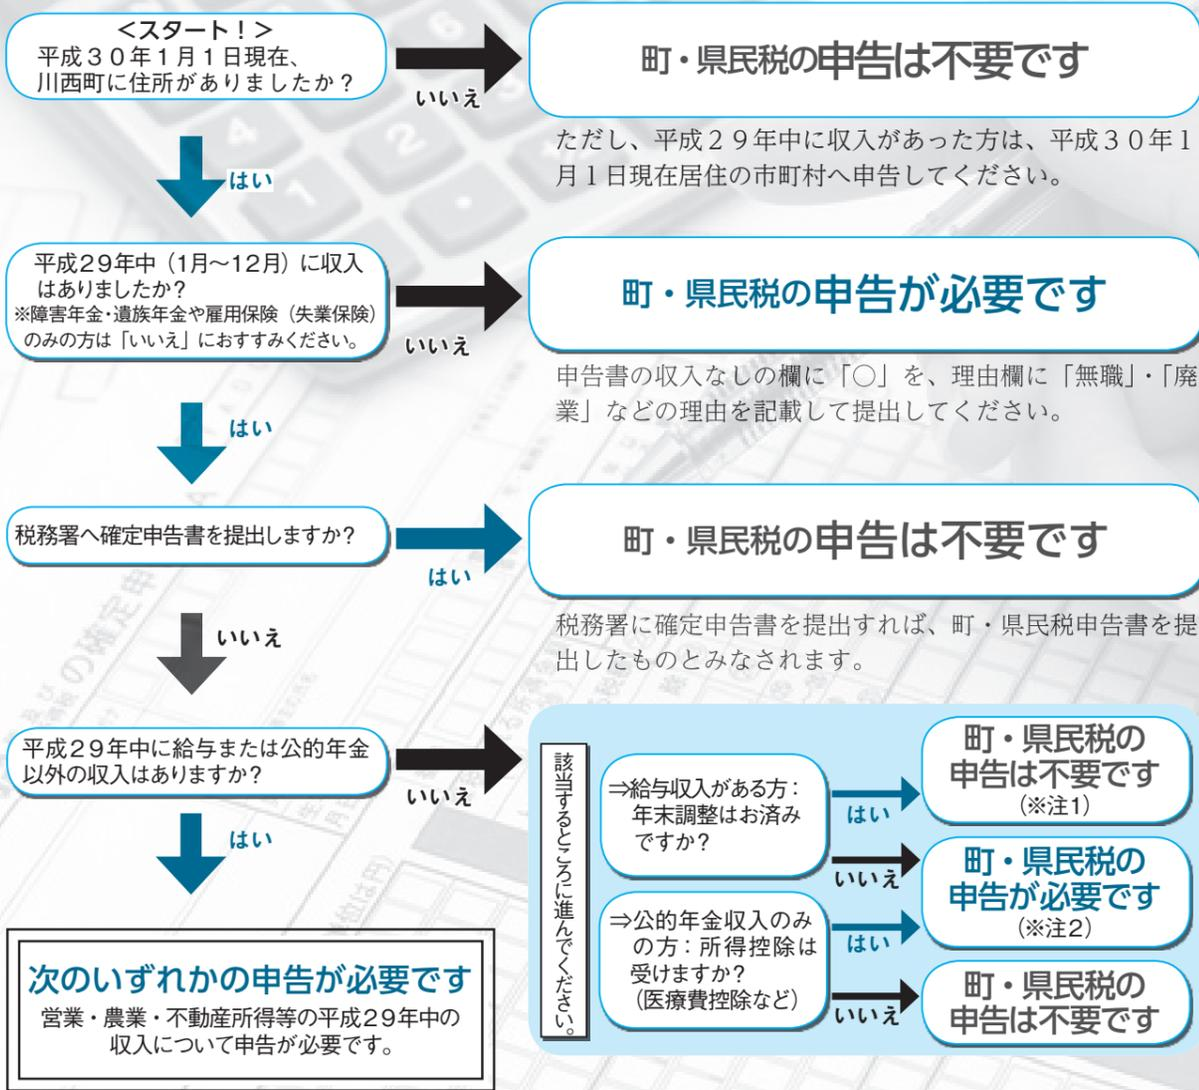 <スタート！>
平成３０年１月１日現在、
川西町に住所がありましたか？
いいえ
町・県民税の申告は不要です
ただし、平成２９年中に収入があった方は、平成３０年１
月１日現在居住の市町村へ申告してください。
はい
平成29年中（1月～12月）に収入
はありましたか？
※障害年金・遺族年金や雇用保険（失業保険）
のみの方は「いいえ」におすすみください。
いいえ
町・県民税の申告が必要です
申告書の収入なしの欄に「○」を、理由欄に「無職」・「廃
業」などの理由を記載して提出してください。
はい
税務署へ確定申告書を提出しますか？
はい
町・県民税の申告は不要です
税務署に確定申告書を提出すれば、町・県民税申告書を提
出したものとみなされます。
いいえ
平成２９年中に給与または公的年金
以外の収入はありますか？
いいえ
該当するところに進んでください。
⇒給与収入がある方：
年末調整はお済み
ですか？
はい
町・県民税の
申告は不要です
（※注1）
いいえ
町・県民税の
申告が必要です
（※注２）
⇒公的年金収入のみ
の方：所得控除は
受けますか？
（医療費控除など）
はい
いいえ
町・県民税の
申告は不要です
はい
次のいずれかの申告が必要です
営業・農業・不動産所得等の平成２９年中の
収入について申告が必要です。